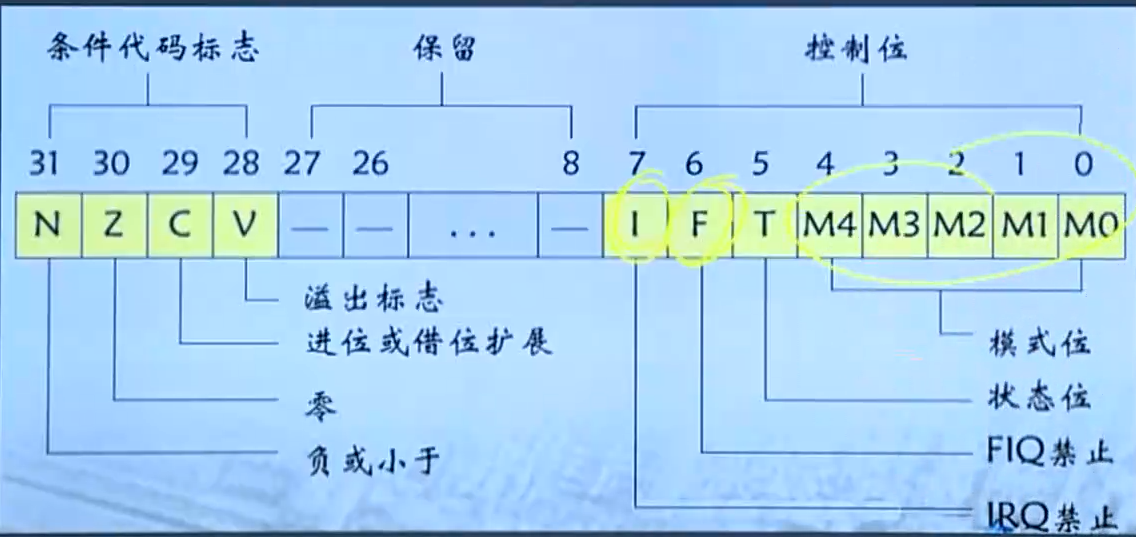 条件代码标志 保留 控制位
31 30 29 28 27 26 8 7 6 5 4 3 2 1 0
N Z C V — — ... — I F T M4 M3 M2 M1 M0
溢出标志
进位或借位扩展
模式位
零
状态位
负或小于
FIQ禁止
IRQ禁止